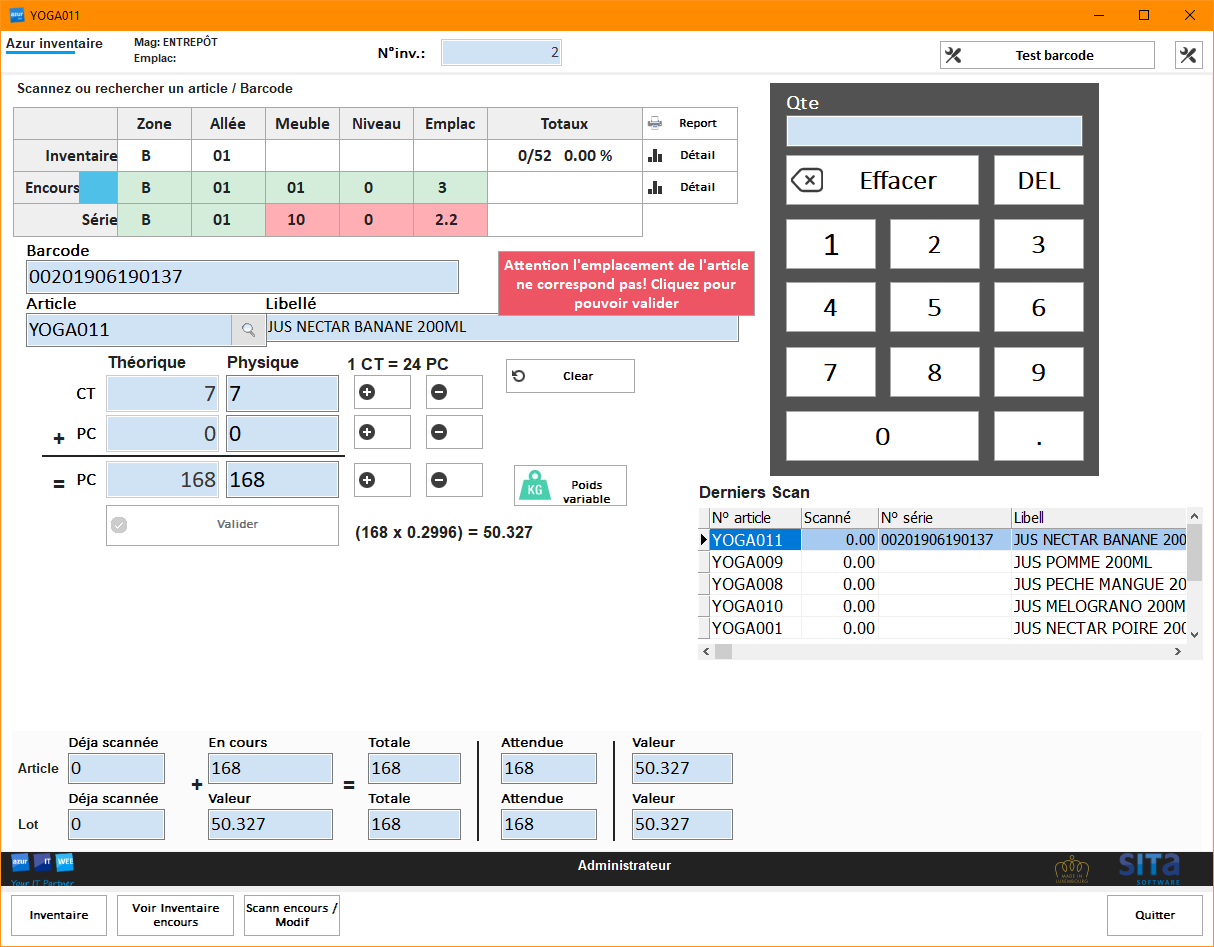 YOGA011
Azur inventaire
Mag: ENTREPÔT
Emplac:
N°inv.: 2
Test barcode
Scannez ou rechercher un article / Barcode
Zone Allée Meuble Niveau Emplac Totaux Report
Inventaire B 01 0/52 0.00 % Détail
Encours B 01 01 0 3 Détail
Série B 01 10 0 2.2
Barcode
00201906190137
Attention l'emplacement de l'article
ne correspond pas! Cliquez pour
pouvoir valider
Article Libellé
YOGA011 JUS NECTAR BANANE 200ML
Théorique Physique 1 CT = 24 PC
CT 7 7
Clear
+ PC 0 0
= PC 168 168
KG Poids
variable
Valider
(168 x 0.2996) = 50.327
Qte
Effacer DEL
1 2 3
4 5 6
7 8 9
0 .
Derniers Scan
N° article Scanné N° série Libell
YOGA011 0.00 00201906190137 JUS NECTAR BANANE 200
YOGA009 0.00 JUS POMME 200ML
YOGA008 0.00 JUS PECHE MANGUE 20
YOGA010 0.00 JUS MELOGRANO 200M
YOGA001 0.00 JUS NECTAR POIRE 200
Déja scannée En cours Totale Attendue Valeur
Article 0 + 168 = 168 168 50.327
Déja scannée Valeur Totale Attendue Valeur
Lot 0 50.327 168 168 50.327
azur IT WEB
Your IT Partner
Administrateur
MADE IN
LUXEMBOURG
SITa
SOFTWARE
Inventaire
Voir Inventaire
encours
Scann encours /
Modif
Quitter